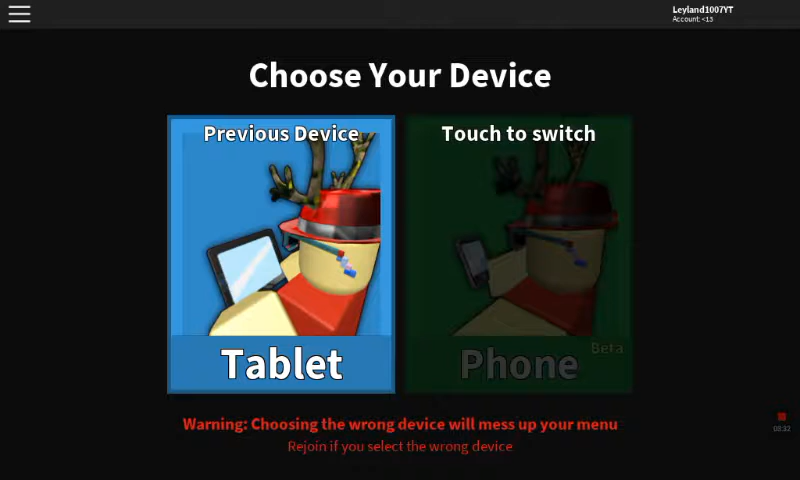 Leyland1007YT
Account: <13
Choose Your Device
Previous Device
Touch to switch
Tablet
Beta
Phone
Warning: Choosing the wrong device will mess up your menu
Rejoin if you select the wrong device
08:32